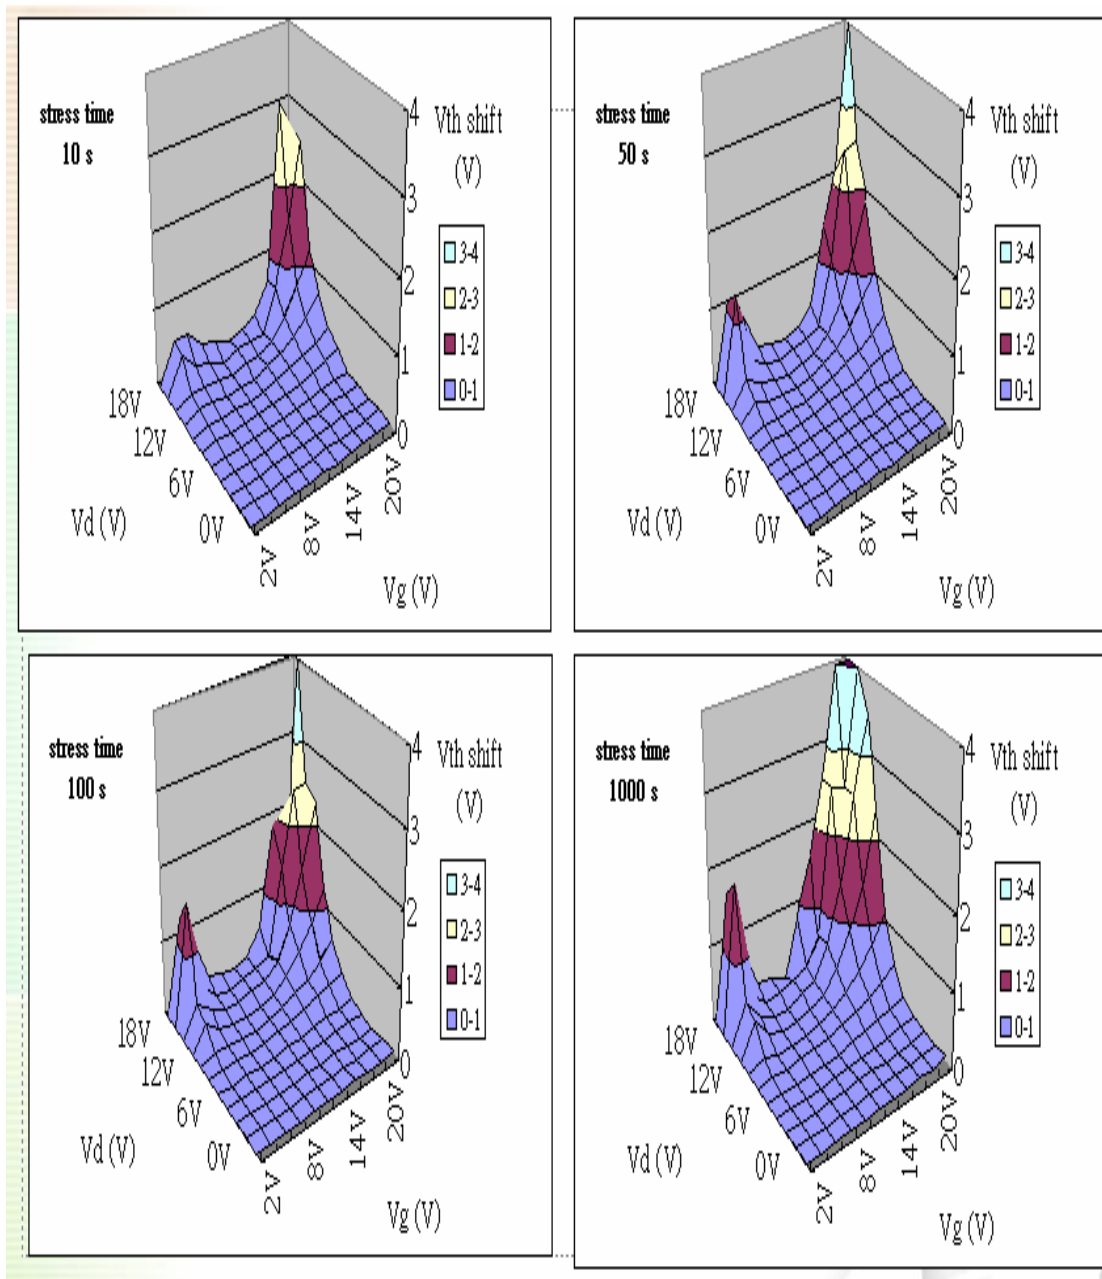 stress time
10 s
Vth shift
(V)
4
3
2
1
0
3-4
2-3
1-2
0-1
18V
12V
6V
0V
Vd (V)
2V
8V
14V
20V
Vg (V)
stress time
50 s
Vth shift
(V)
4
3
2
1
0
3-4
2-3
1-2
0-1
18V
12V
6V
0V
Vd (V)
2V
8V
14V
20V
Vg (V)
stress time
100 s
Vth shift
(V)
4
3
2
1
0
3-4
2-3
1-2
0-1
18V
12V
6V
0V
Vd (V)
2V
8V
14V
20V
Vg (V)
stress time
1000 s
Vth shift
(V)
4
3
2
1
0
3-4
2-3
1-2
0-1
18V
12V
6V
0V
Vd (V)
2V
8V
14V
20V
Vg (V)